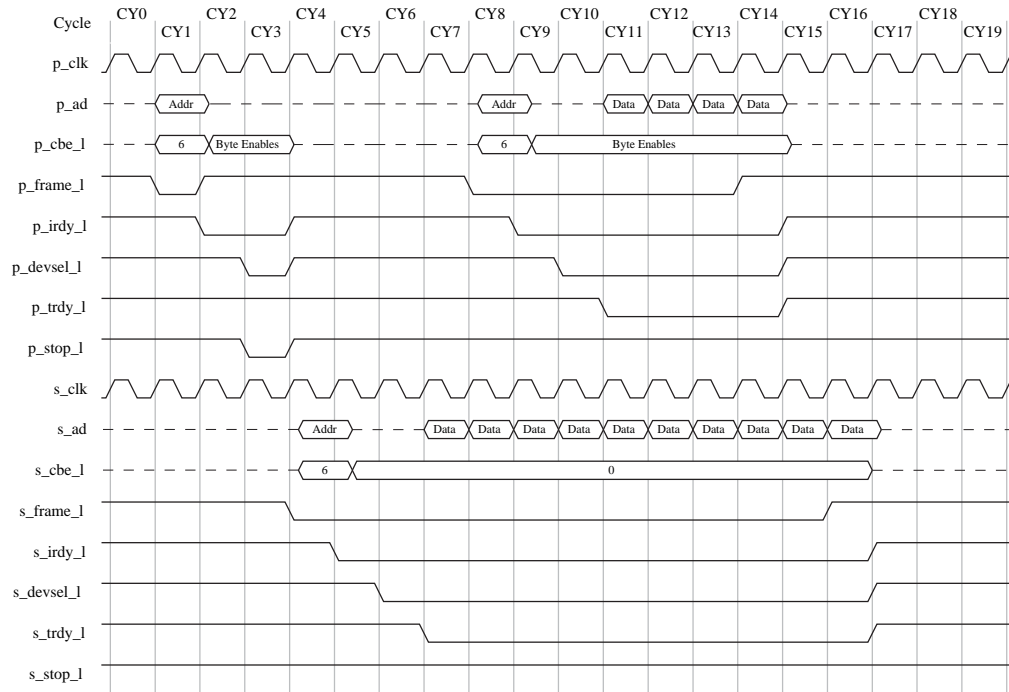 Cycle CY0 CY2 CY4 CY6 CY8 CY10 CY12 CY14 CY16 CY18
CY1 CY3 CY5 CY7 CY9 CY11 CY13 CY15 CY17 CY19
p_clk
p_ad Addr Addr Data Data Data Data
p_cbe_l 6 Byte Enables 6 Byte Enables
p_frame_l
p_irdy_l
p_devsel_l
p_trdy_l
p_stop_l
s_clk
s_ad Addr Data Data Data Data Data Data Data Data Data Data
s_cbe_l 6 0
s_frame_l
s_irdy_l
s_devsel_l
s_trdy_l
s_stop_l